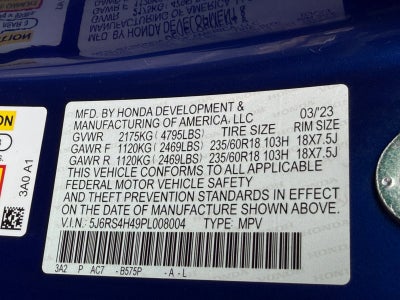 MFD. BY HONDA DEVELOPMENT &
MANUFACTURING OF AMERICA, LLC 03/'23
GVWR 2175KG (4795LBS) TIRE SIZE RIM SIZE
GAWR F 1120KG (2469LBS) 235/60R18 103H 18X7.5J
GAWR R 1120KG (2469LBS) 235/60R18 103H 18X7.5J
THIS VEHICLE CONFORMS TO ALL APPLICABLE
FEDERAL MOTOR VEHICLE SAFETY
AND THEFT PREVENTION STANDARDS IN EFFECT
ON THE DATE OF MANUFACTURE SHOWN ABOVE.
V.I.N.: 5J6RS4H49PL008004 TYPE: MPV
3A2 P AC7 -B575P -A-L
3A0 A1